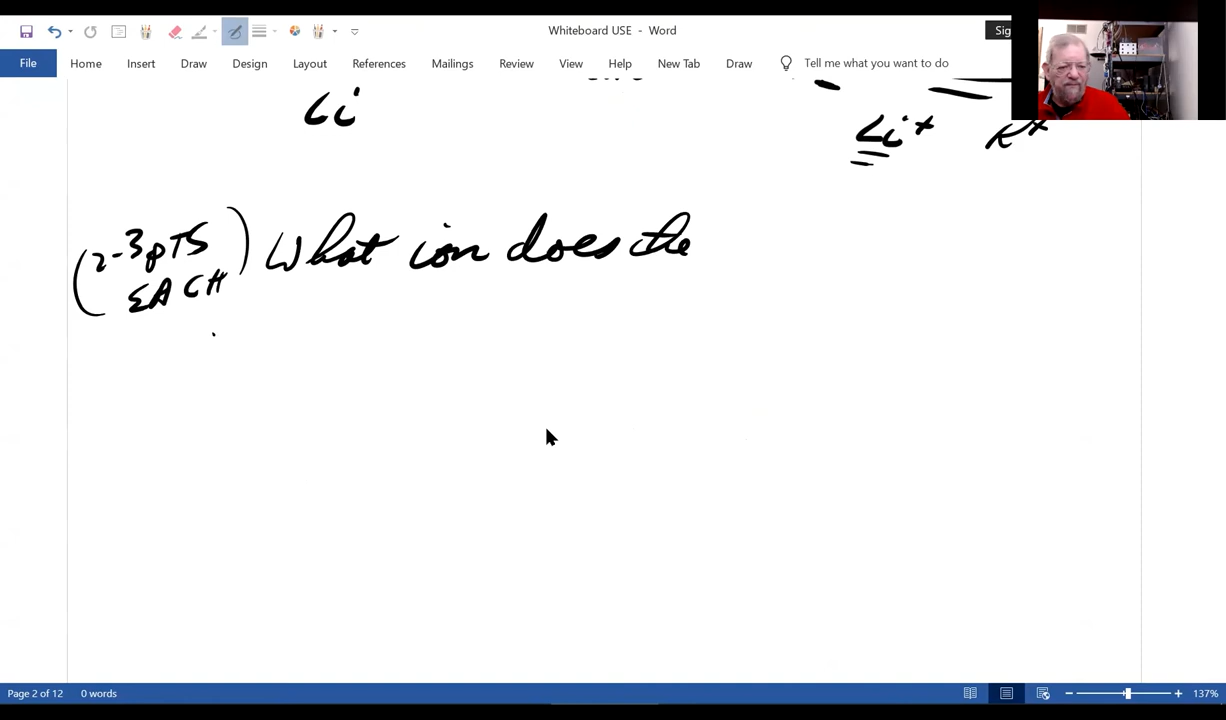 Whiteboard USE - Word
Sig
File Home Insert Draw Design Layout References Mailings Review View Help New Tab Draw Tell me what you want to do
Li
Li+ K+
(2-3pTS EACH) What ion does the
Page 2 of 12 0 words 137%